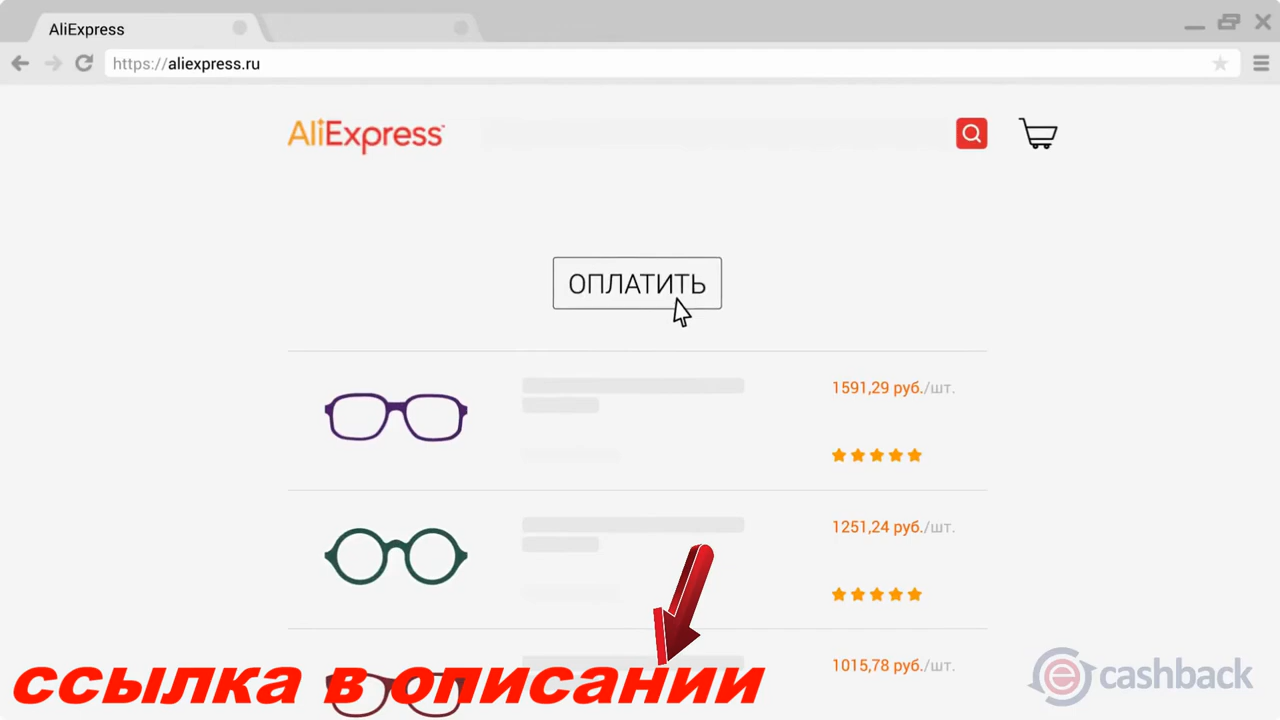 AliExpress
https://aliexpress.ru
AliExpress™
ОПЛАТИТЬ
1591,29 руб./шт.
1251,24 руб./шт.
1015,78 руб./шт.
ссылка в описании
e cashback